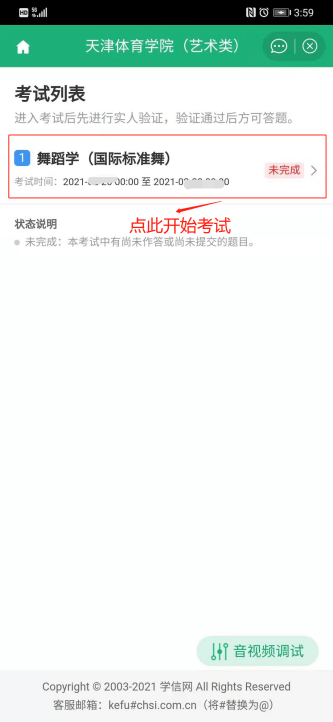 HD 5G 3:59
天津体育学院（艺术类）
考试列表
进入考试后先进行实人验证，验证通过后方可答题。
1 舞蹈学（国际标准舞）
未完成
考试时间：2021- 00:00 至 2021-0
状态说明
点此开始考试
未完成：本考试中有尚未作答或尚未提交的题目。
音视频调试
Copyright © 2003-2021 学信网 All Rights Reserved
客服邮箱：kefu#chsi.com.cn（将#替换为@）